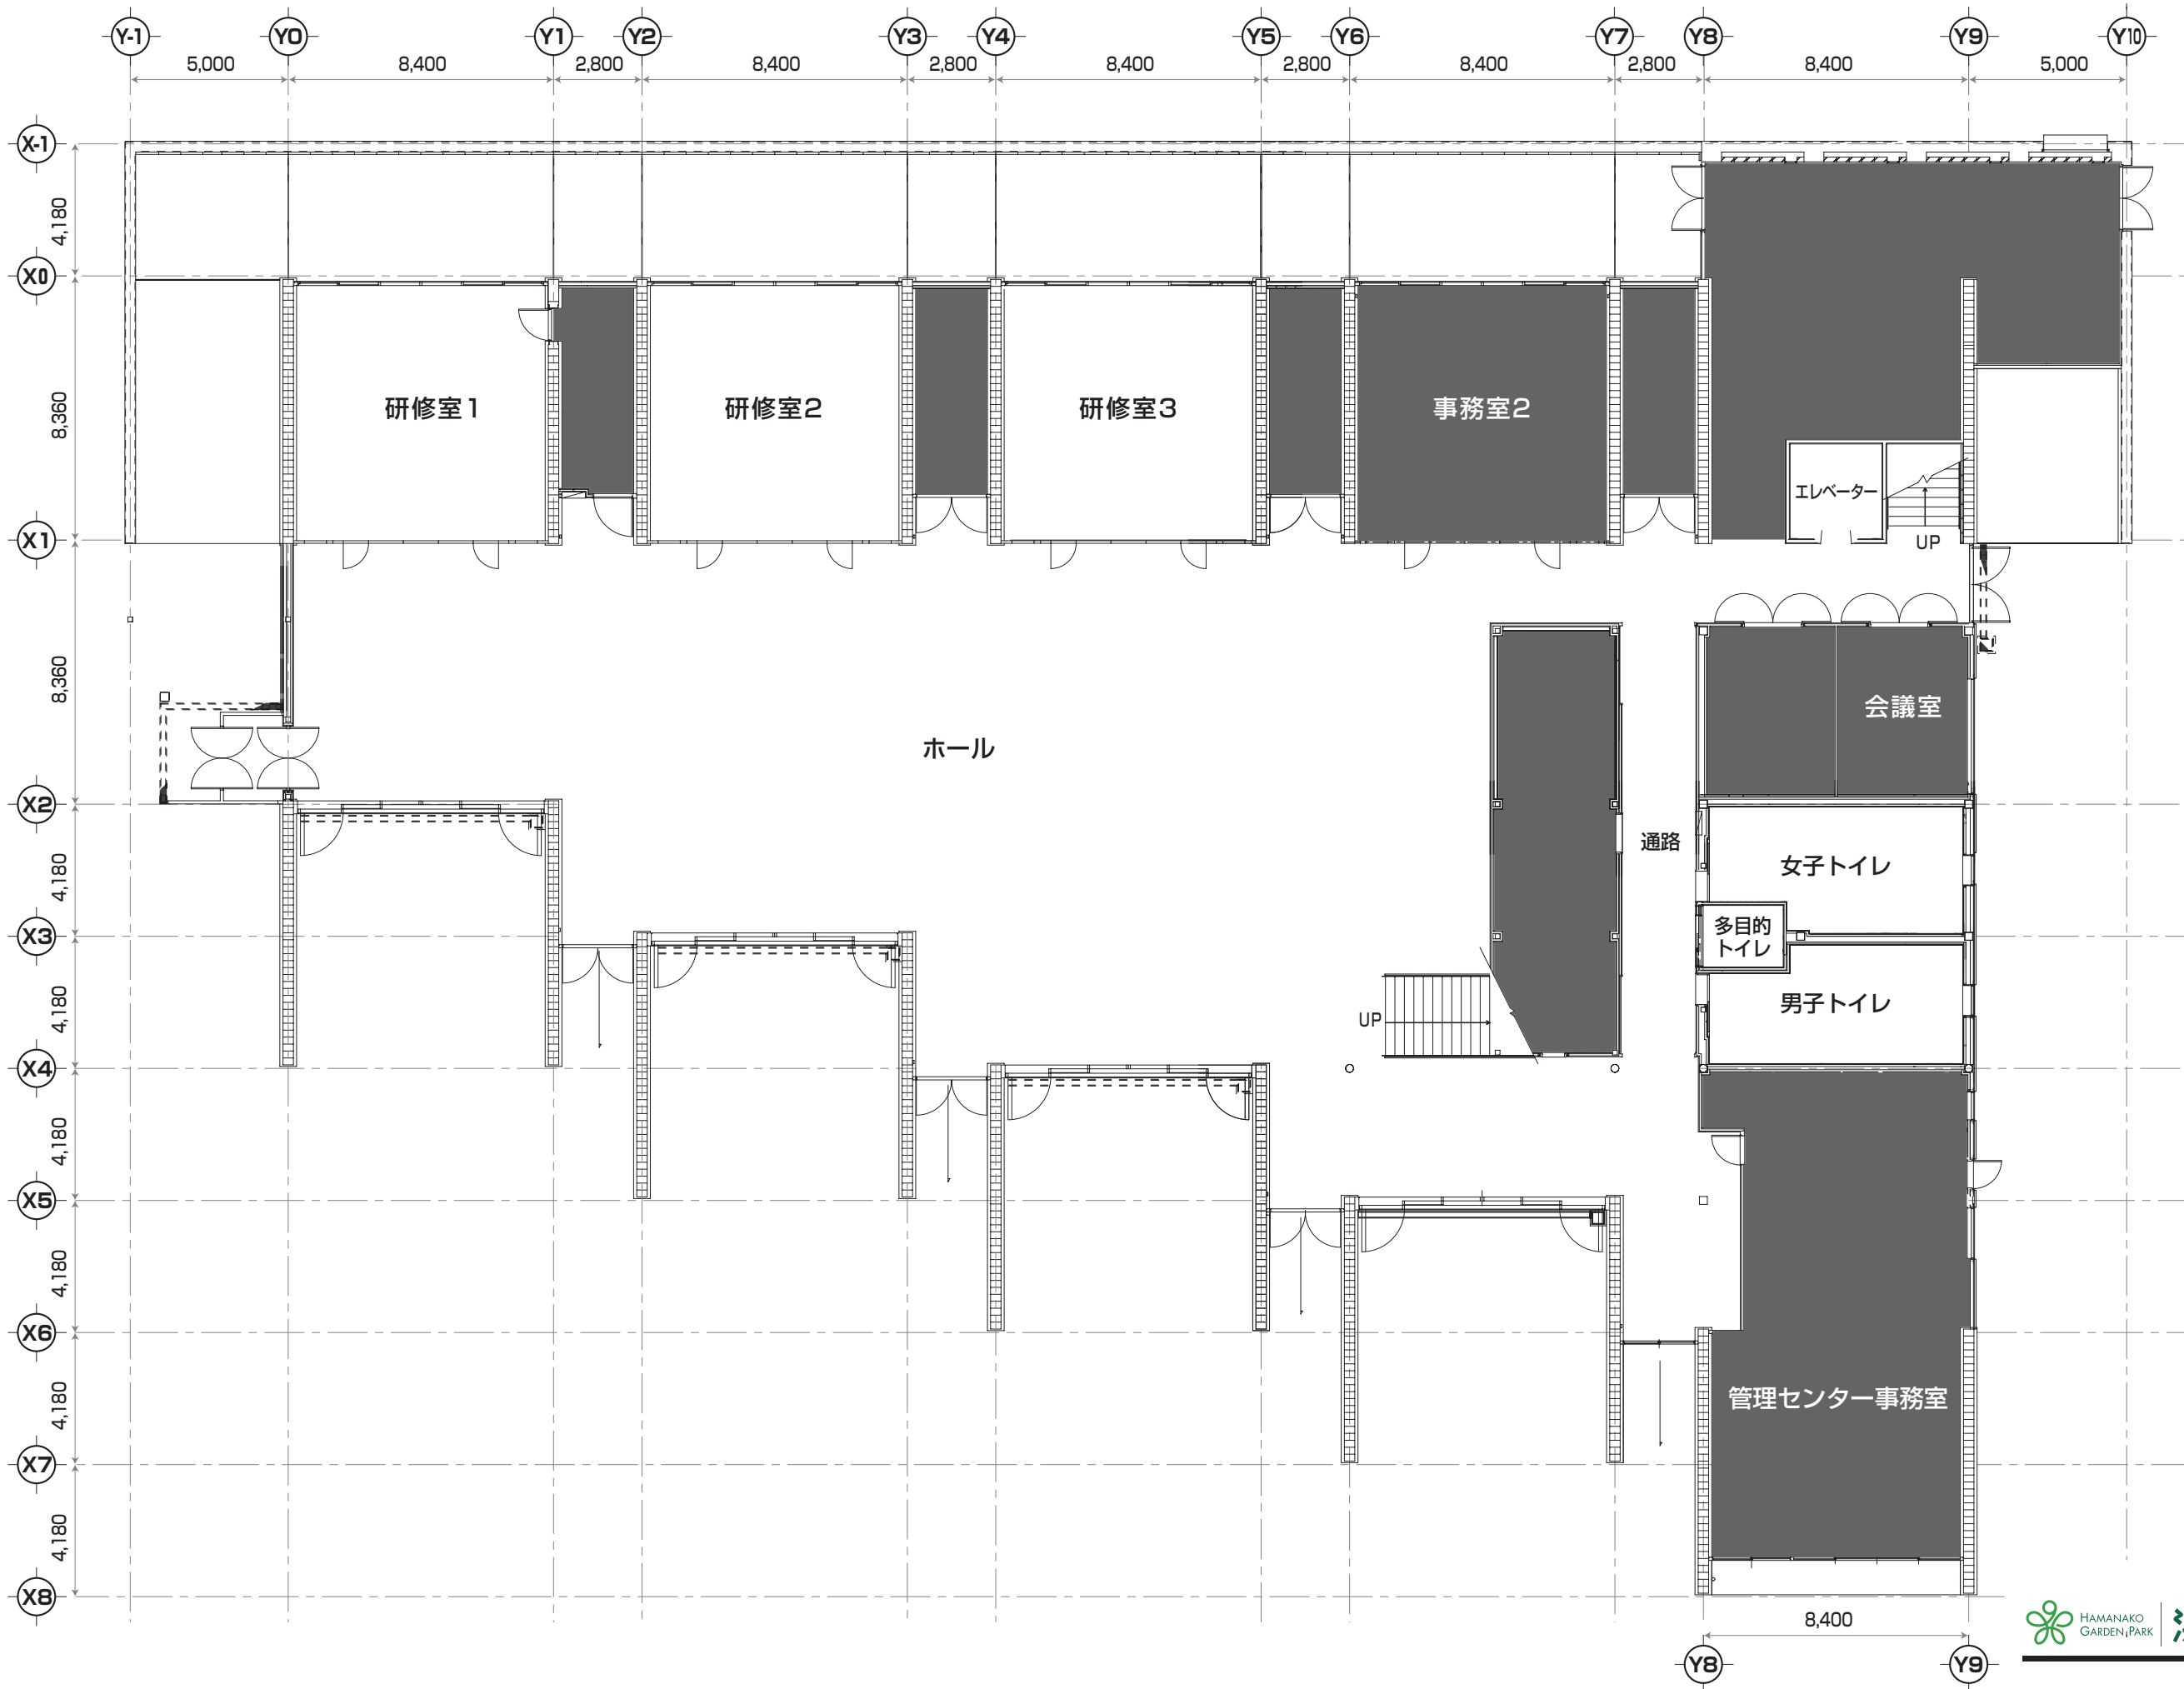 Y-1 Y0 Y1 Y2 Y3 Y4 Y5 Y6 Y7 Y8 Y9 Y10
5,000 8,400 2,800 8,400 2,800 8,400 2,800 8,400 2,800 8,400 5,000
X-1
4,180
X0
8,360
研修室1 研修室2 研修室3 事務室2
エレベーター
X1
UP
8,360
会議室
ホール
X2
通路
4,180
女子トイレ
多目的
トイレ
X3
4,180
男子トイレ
UP
X4
4,180
X5
4,180
X6
4,180
管理センター事務室
X7
4,180
X8
8,400
HAMANAKO
GARDEN PARK
Y8 Y9